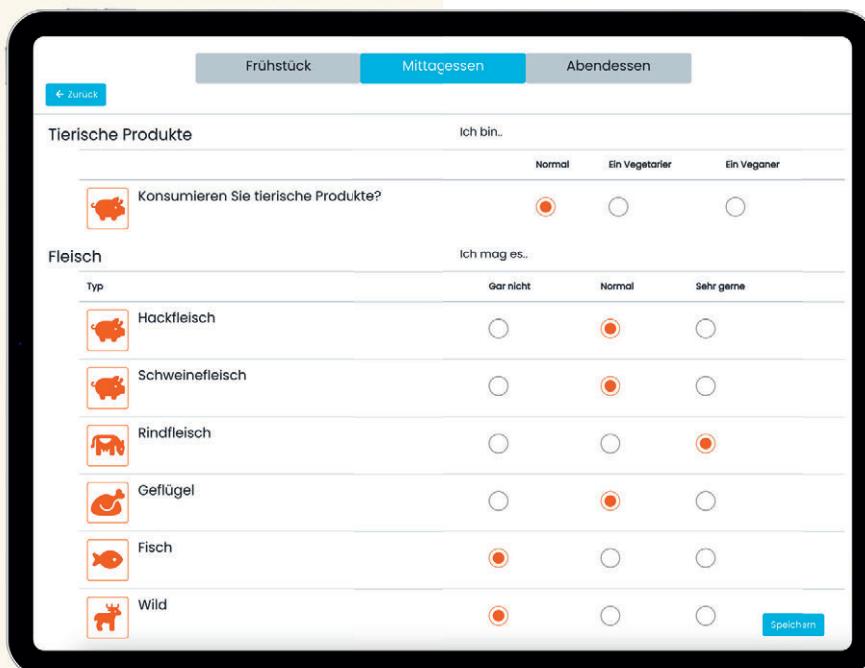 Frühstück Mittagessen Abendessen
← Zurück
Tierische Produkte Ich bin..
Normal Ein Vegetarier Ein Veganer
Konsumieren Sie tierische Produkte?
Fleisch Ich mag es..
Typ Gar nicht Normal Sehr gerne
Hackfleisch
Schweinefleisch
Rindfleisch
Geflügel
Fisch
Wild
Speichern